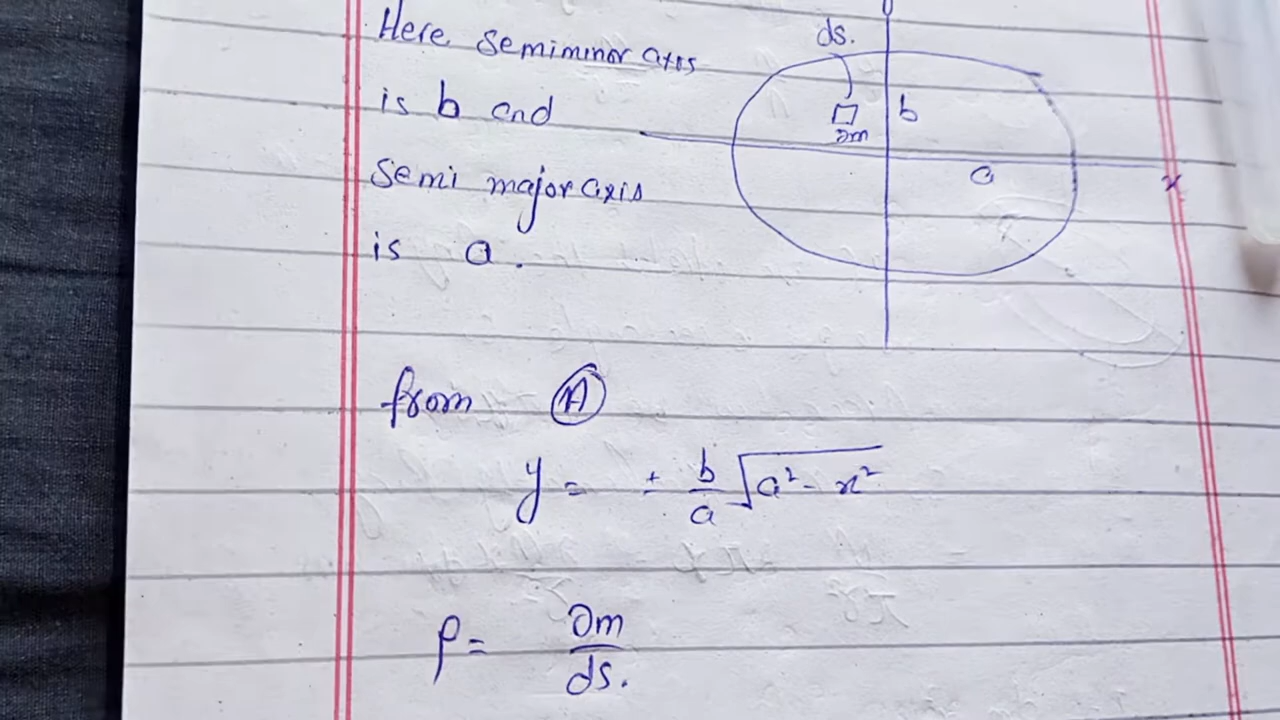 Here semiminor axis
is b and
semi major axis
is a.
ds.
b
∂m
a
x
from Ⓐ
y = ± b/a √(a² - x²)
ρ = ∂m/ds.